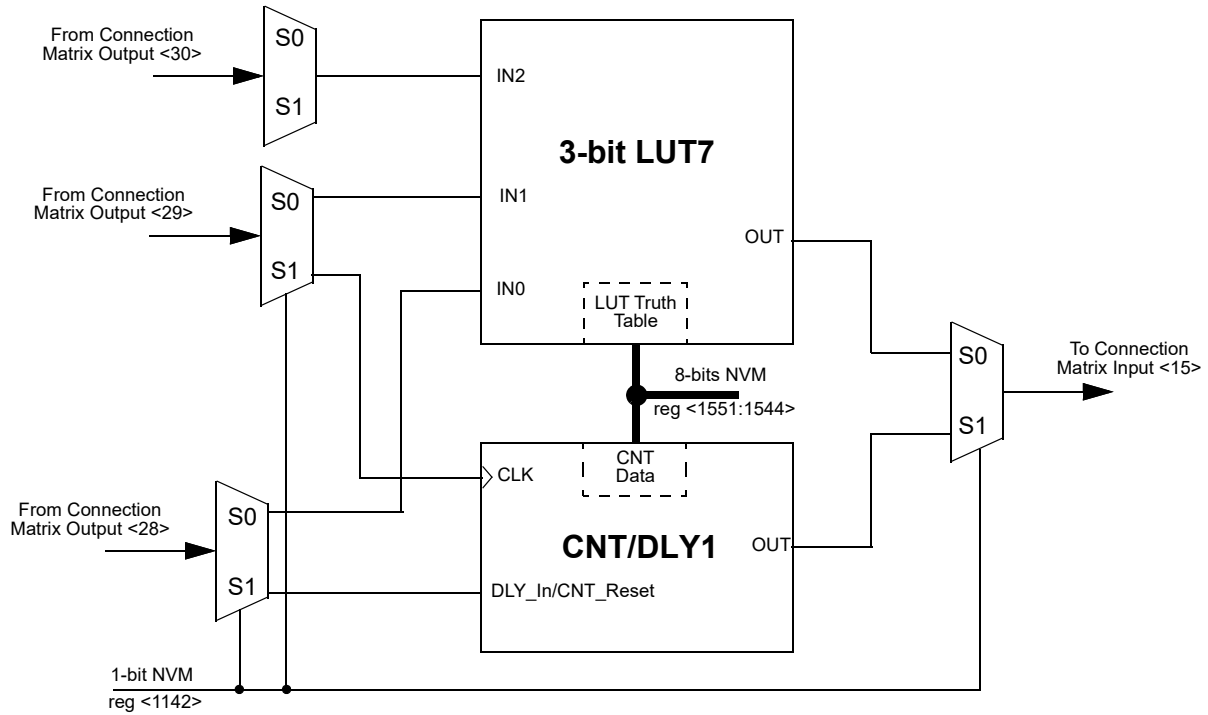 From Connection
Matrix Output <30>
S0
S1
IN2
3-bit LUT7
From Connection
Matrix Output <29>
S0
S1
IN1
OUT
IN0
LUT Truth
Table
8-bits NVM
reg <1551:1544>
S0
S1
To Connection
Matrix Input <15>
CNT
Data
CLK
From Connection
Matrix Output <28>
S0
S1
CNT/DLY1
OUT
DLY_In/CNT_Reset
1-bit NVM
reg <1142>